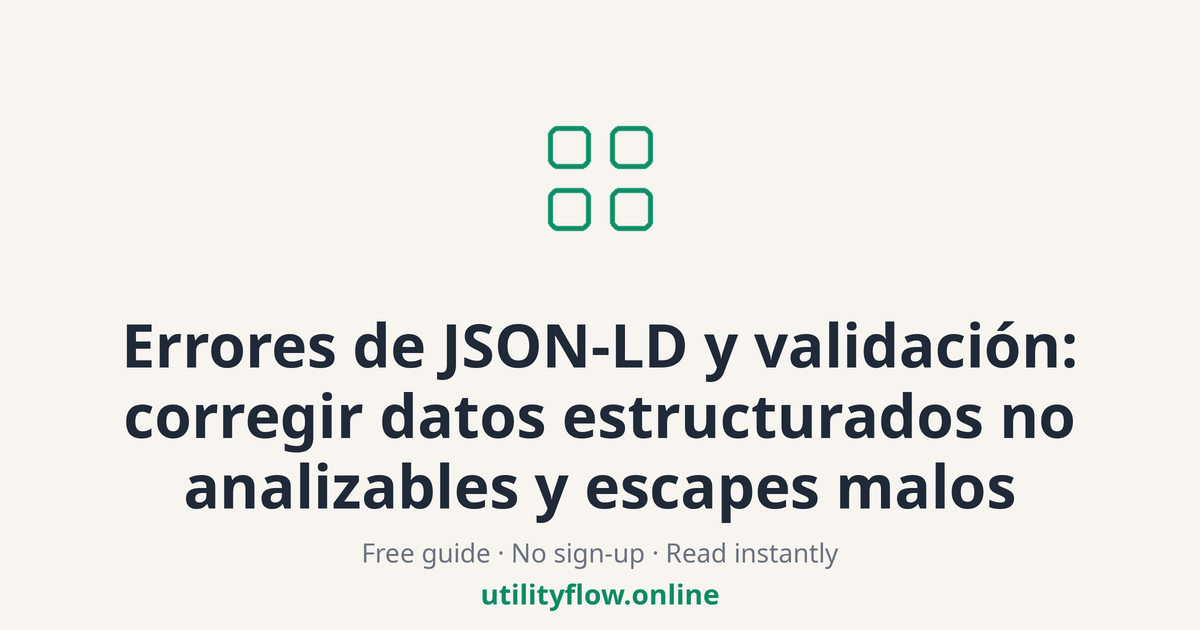 Errores de JSON-LD y validación:
corregir datos estructurados no
analizables y escapes malos
Free guide · No sign-up · Read instantly
utilityflow.online